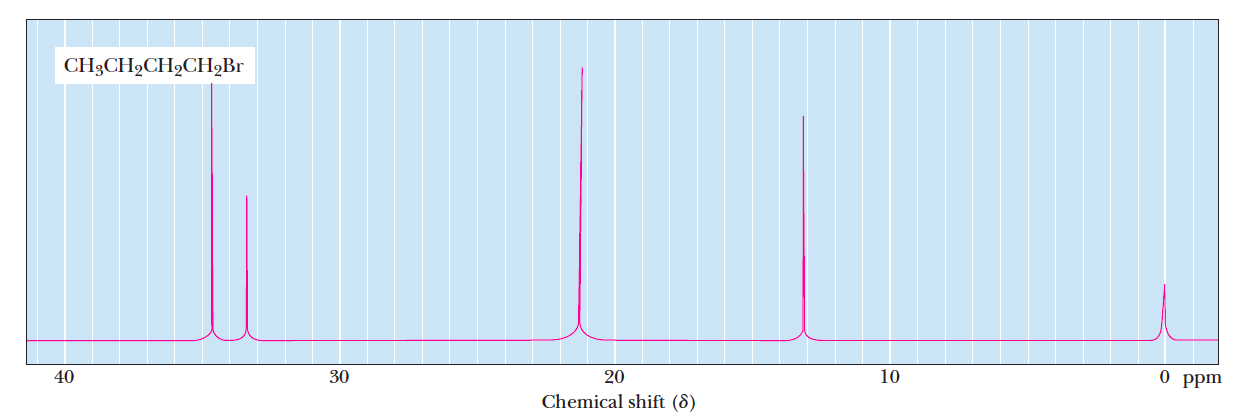 CH₃CH₂CH₂CH₂Br
40 30 20 10 0 ppm
Chemical shift (δ)